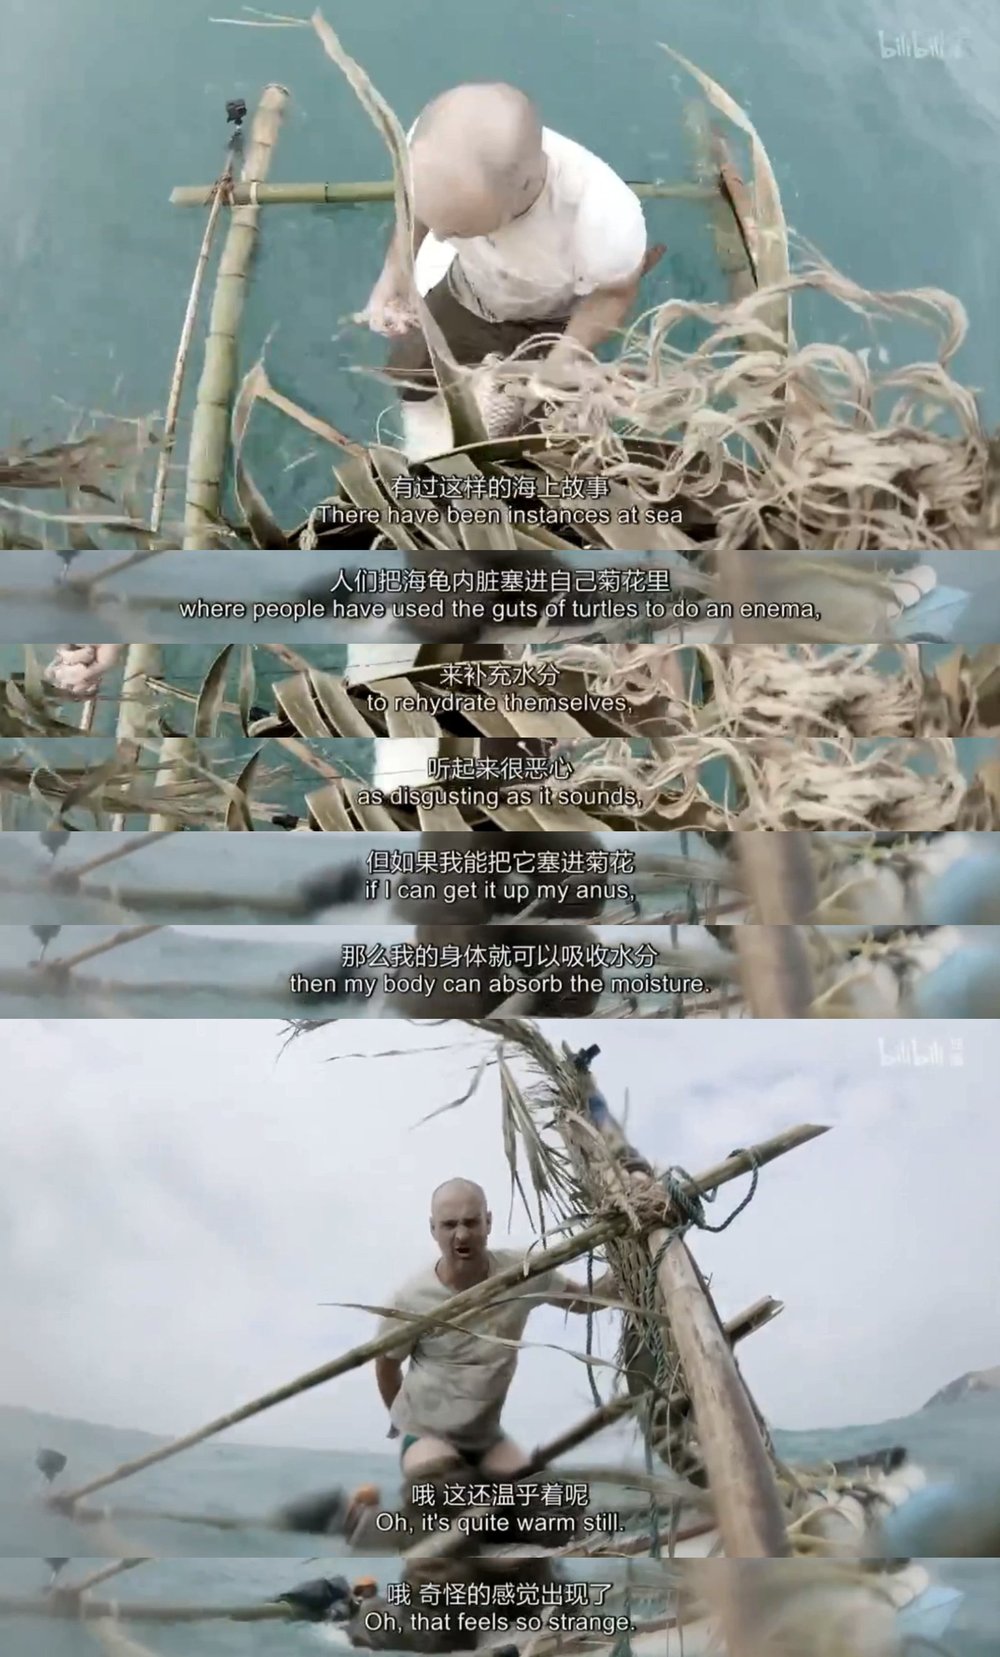 bilibili
有过这样的海上故事
There have been instances at sea
人们把海龟内脏塞进自己菊花里
where people have used the guts of turtles to do an enema,
来补充水分
to rehydrate themselves,
听起来很恶心
as disgusting as it sounds,
但如果我能把它塞进菊花
if I can get it up my anus,
那么我的身体就可以吸收水分
then my body can absorb the moisture.
bilibili
哦 这还温乎着呢
Oh, it's quite warm still.
哦 奇怪的感觉出现了
Oh, that feels so strange.